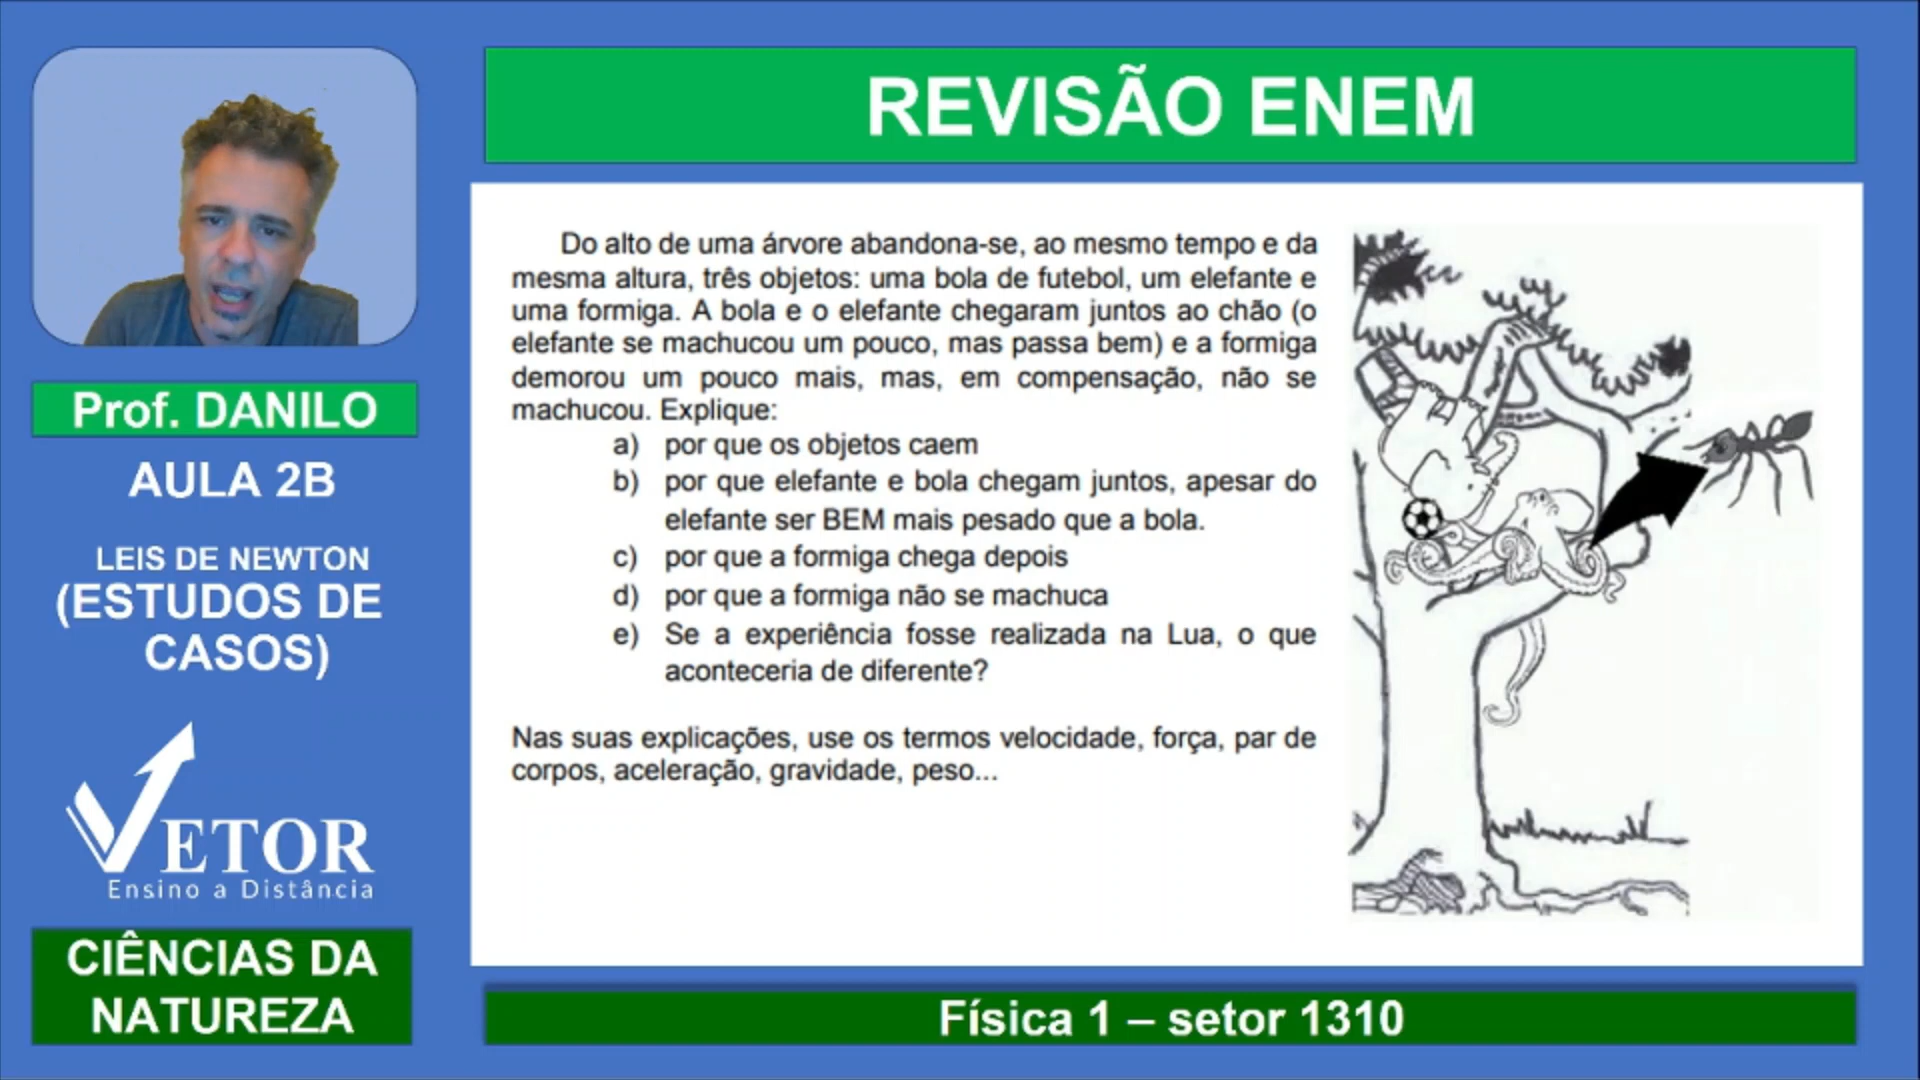 REVISÃO ENEM
Prof. DANILO
AULA 2B
LEIS DE NEWTON
(ESTUDOS DE
CASOS)
VETOR
Ensino a Distância
CIÊNCIAS DA
NATUREZA
Do alto de uma árvore abandona-se, ao mesmo tempo e da
mesma altura, três objetos: uma bola de futebol, um elefante e
uma formiga. A bola e o elefante chegaram juntos ao chão (o
elefante se machucou um pouco, mas passa bem) e a formiga
demorou um pouco mais, mas, em compensação, não se
machucou. Explique:
a) por que os objetos caem
b) por que elefante e bola chegam juntos, apesar do
elefante ser BEM mais pesado que a bola.
c) por que a formiga chega depois
d) por que a formiga não se machuca
e) Se a experiência fosse realizada na Lua, o que
aconteceria de diferente?
Nas suas explicações, use os termos velocidade, força, par de
corpos, aceleração, gravidade, peso...
Física 1 – setor 1310